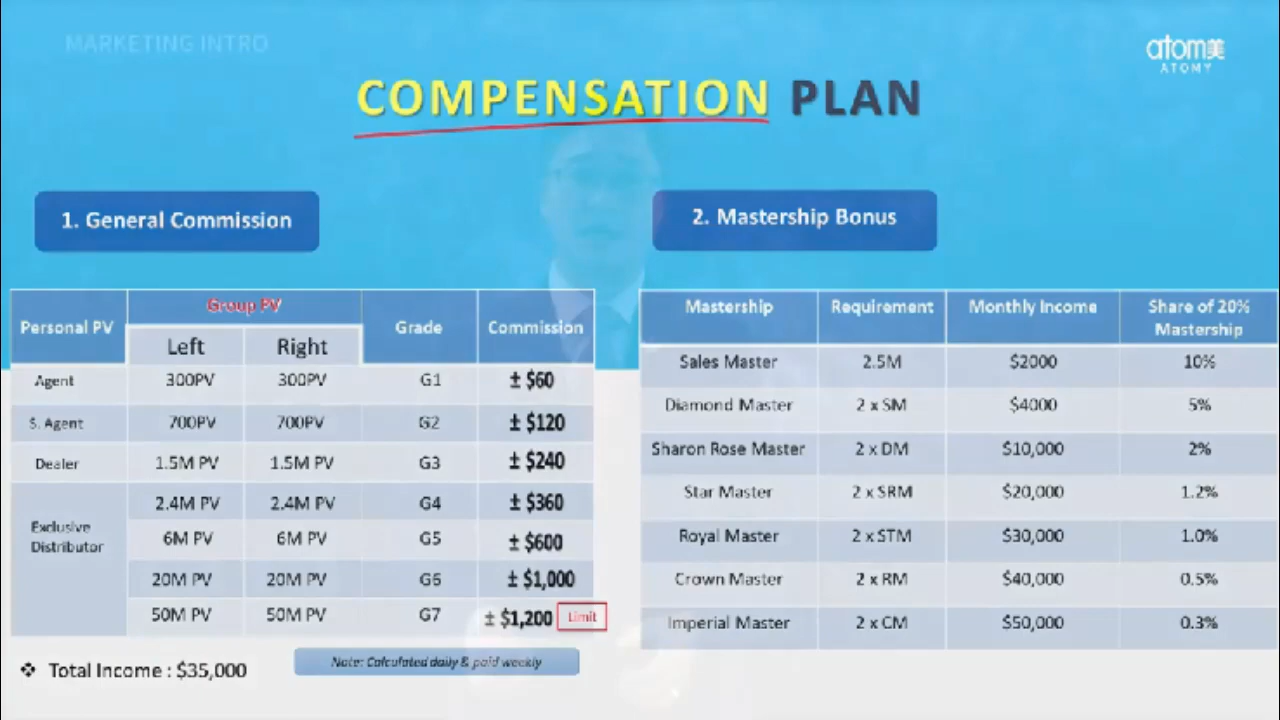 MARKETING INTRO
atom美
ATOMY
COMPENSATION PLAN
1. General Commission
2. Mastership Bonus
Personal PV Group PV Grade Commission
Left Right
Agent 300PV 300PV G1 ± $60
S. Agent 700PV 700PV G2 ± $120
Dealer 1.5M PV 1.5M PV G3 ± $240
Exclusive Distributor 2.4M PV 2.4M PV G4 ± $360
6M PV 6M PV G5 ± $600
20M PV 20M PV G6 ± $1,000
50M PV 50M PV G7 ± $1,200 Limit
Total Income : $35,000
Note: Calculated daily & paid weekly
Mastership Requirement Monthly Income Share of 20% Mastership
Sales Master 2.5M $2000 10%
Diamond Master 2 x SM $4000 5%
Sharon Rose Master 2 x DM $10,000 2%
Star Master 2 x SRM $20,000 1.2%
Royal Master 2 x STM $30,000 1.0%
Crown Master 2 x RM $40,000 0.5%
Imperial Master 2 x CM $50,000 0.3%